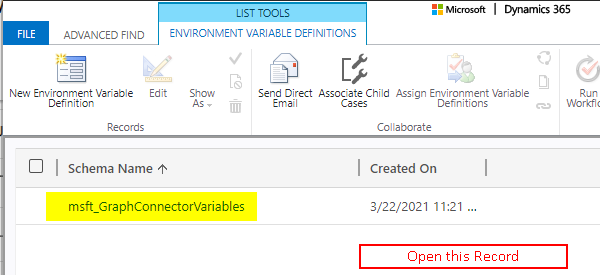 LIST TOOLS
Microsoft | Dynamics 365
FILE
ADVANCED FIND
ENVIRONMENT VARIABLE DEFINITIONS
New Environment Variable
Definition
Edit
Show
As
Send Direct
Email
Associate Child
Cases
Assign Environment Variable
Definitions
Run
Workflo
Records
Collaborate
Schema Name ↑
Created On
msft_GraphConnectorVariables
3/22/2021 11:21 ...
Open this Record